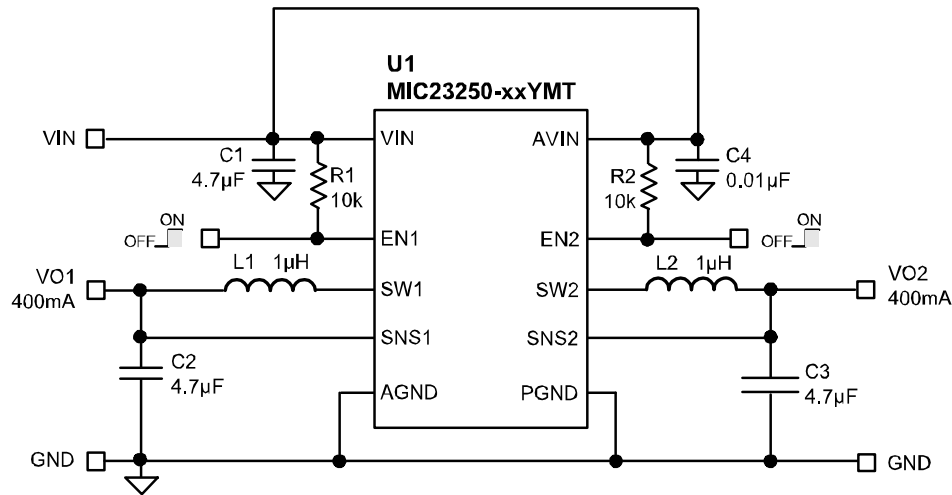 U1
MIC23250-xxYMT
VIN
VIN
AVIN
C1
4.7µF
R1
10k
R2
10k
C4
0.01µF
ON
OFF
EN1
EN2
ON
OFF
VO1
400mA
L1 1µH
SW1
SW2
L2 1µH
VO2
400mA
SNS1
SNS2
C2
4.7µF
C3
4.7µF
AGND
PGND
GND
GND